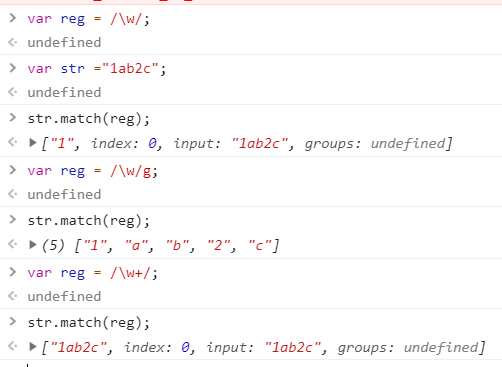 > var reg = /\w/;
undefined
> var str ="1ab2c";
undefined
> str.match(reg);
["1", index: 0, input: "1ab2c", groups: undefined]
> var reg = /\w/g;
undefined
> str.match(reg);
(5) ["1", "a", "b", "2", "c"]
> var reg = /\w+/;
undefined
> str.match(reg);
["1ab2c", index: 0, input: "1ab2c", groups: undefined]